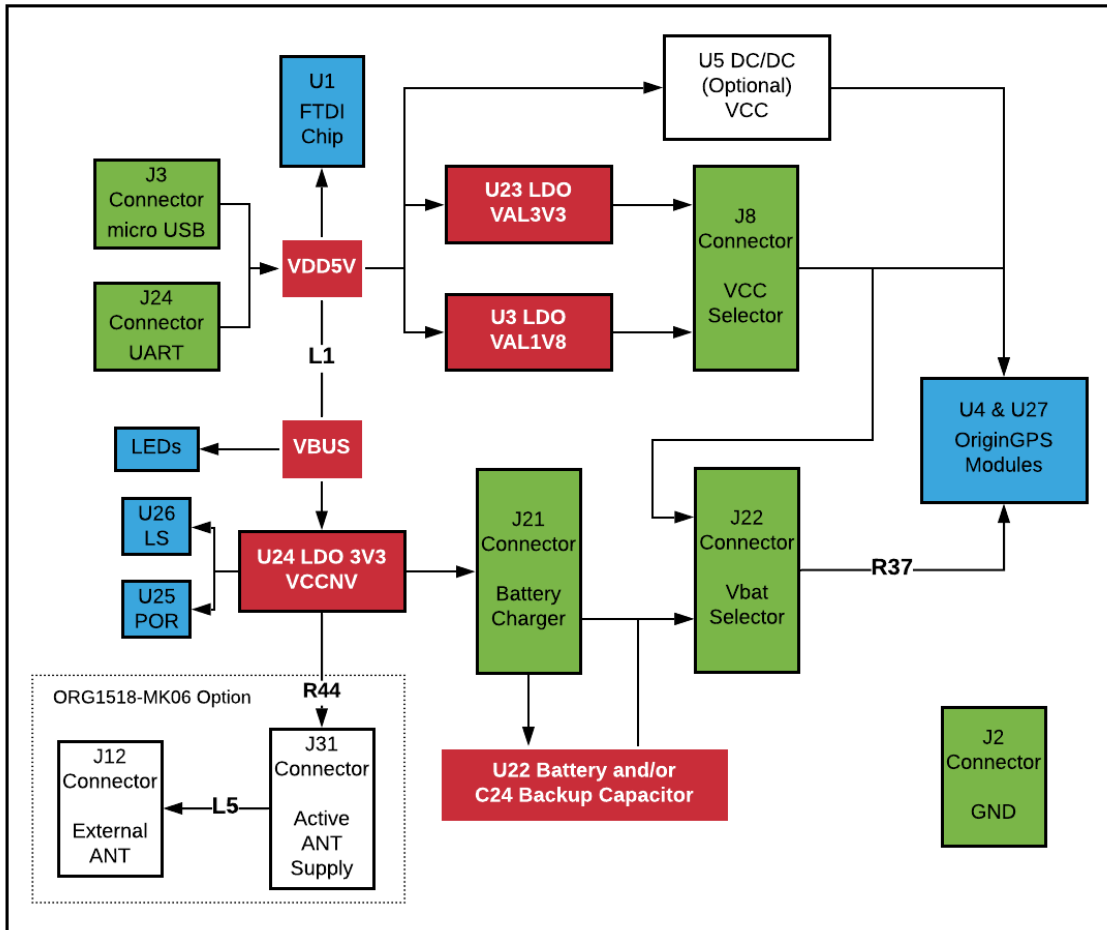 U1
FTDI
Chip
U5 DC/DC
(Optional)
VCC
J3
Connector
micro USB
J24
Connector
UART
VDD5V
U23 LDO
VAL3V3
U3 LDO
VAL1V8
J8
Connector
VCC
Selector
L1
VBUS
LEDs
U26
LS
U25
POR
U24 LDO 3V3
VCCNV
J21
Connector
Battery
Charger
J22
Connector
Vbat
Selector
R37
U4 & U27
OriginGPS
Modules
R44
ORG1518-MK06 Option
J12
Connector
External
ANT
L5
J31
Connector
Active
ANT
Supply
U22 Battery and/or
C24 Backup Capacitor
J2
Connector
GND